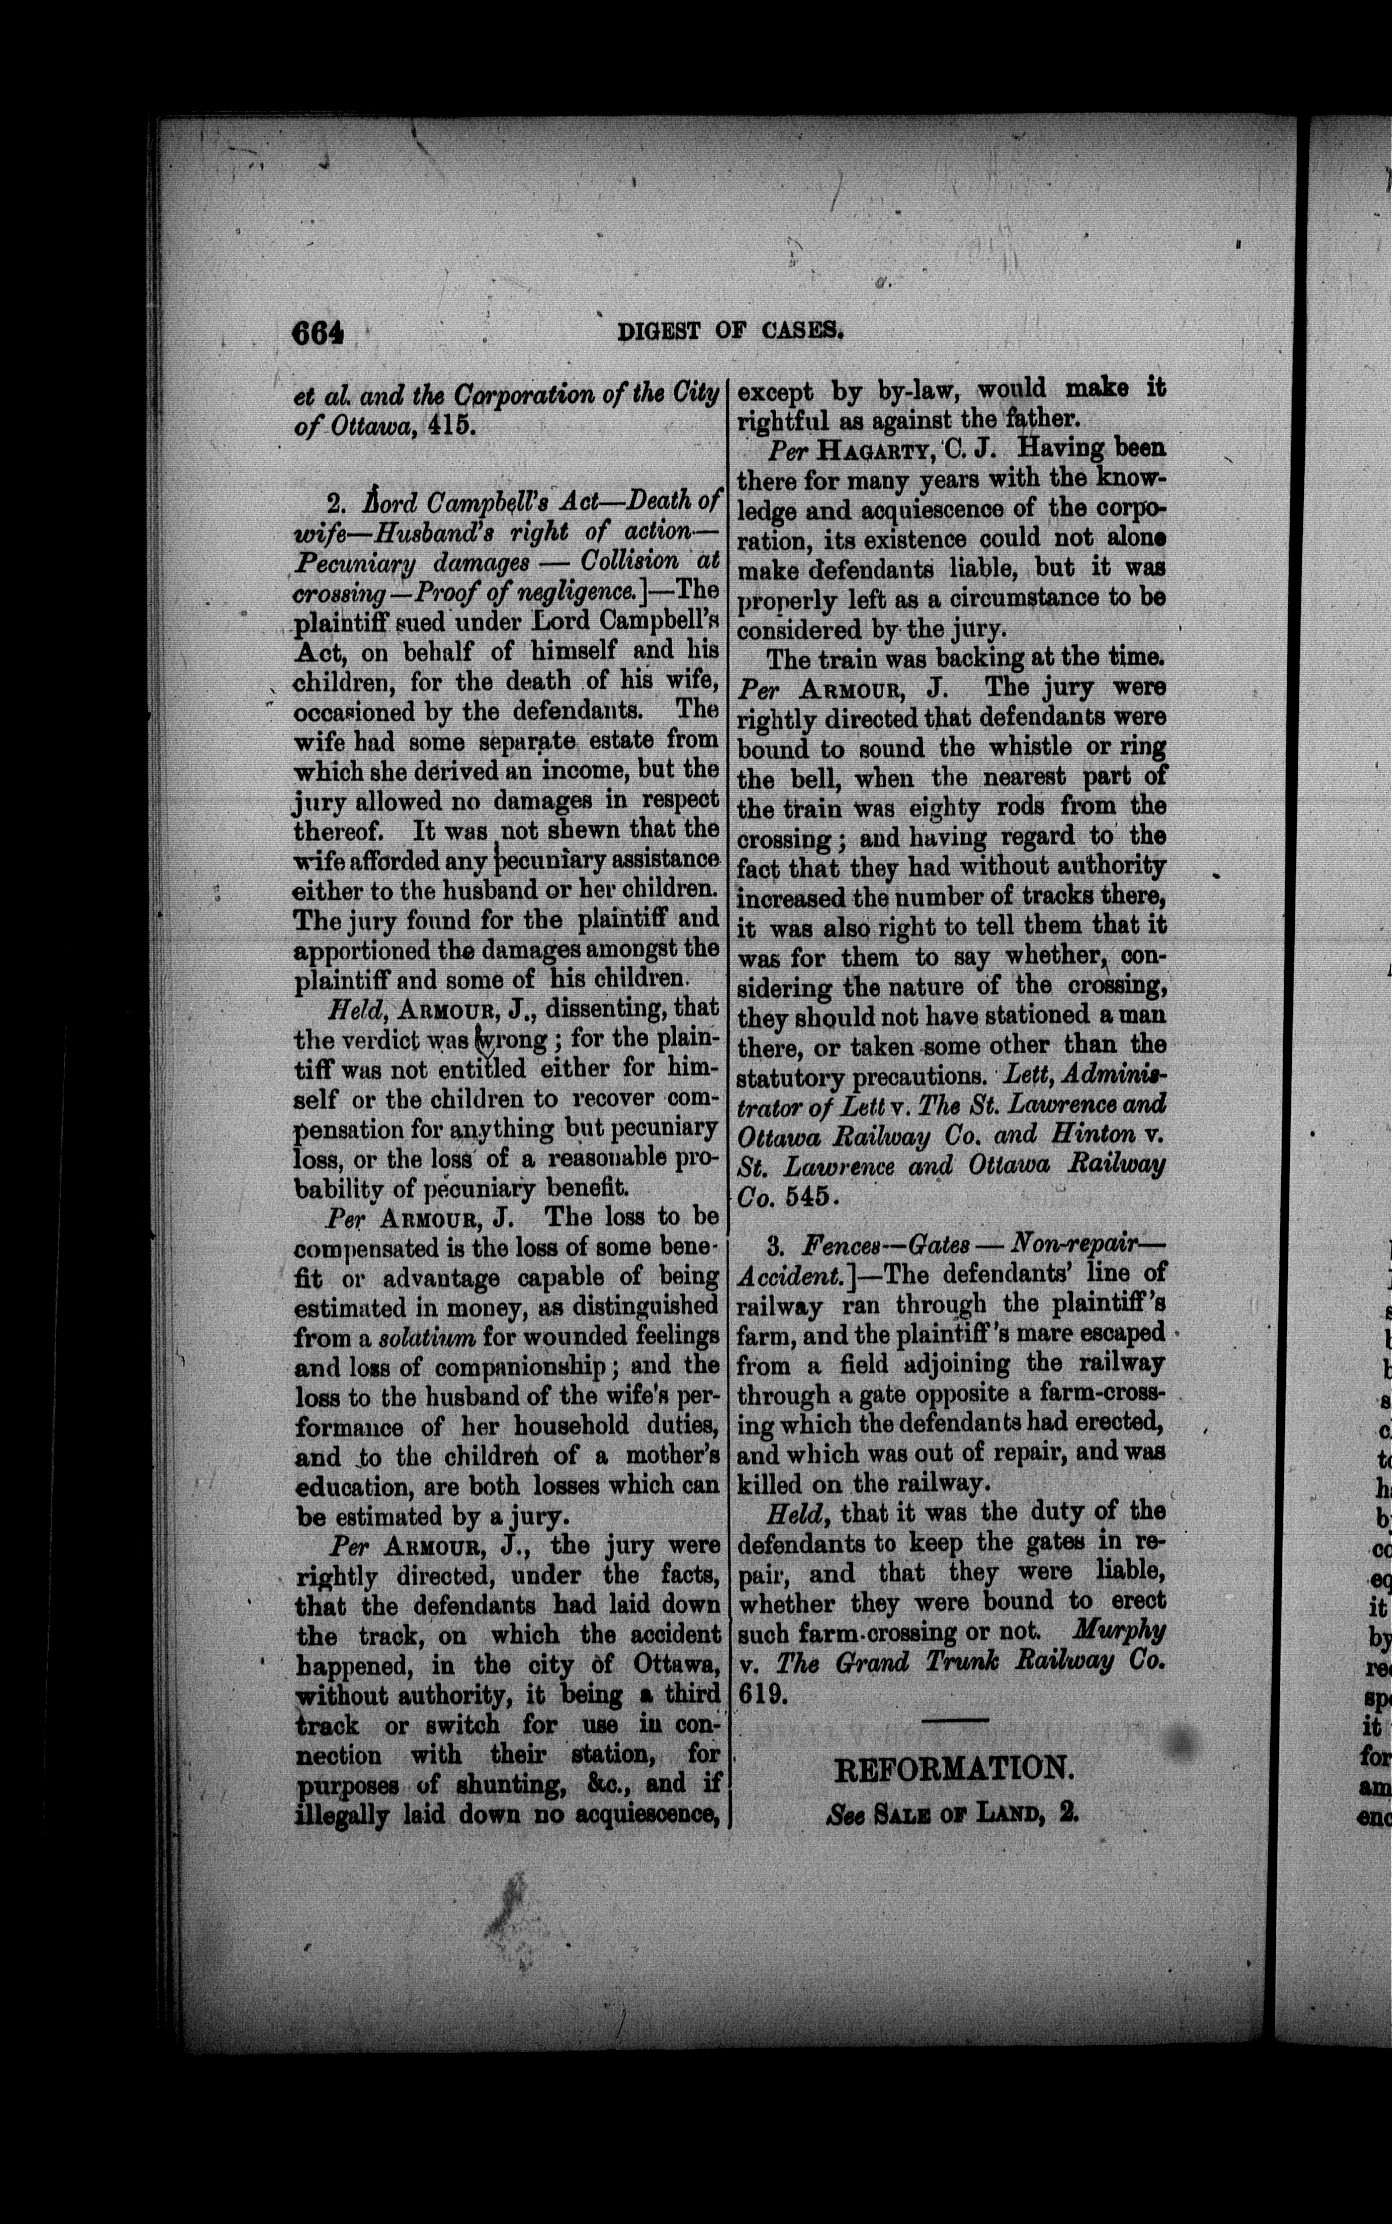 664
DIGEST OF CASES.
et al. and the Corporation of the City
of Ottawa, 415.
2. Lord Campbell's Act—Death of
wife—Husband's right of action—
Pecuniary damages — Collision at
crossing—Proof of negligence.]—The
plaintiff sued under Lord Campbell's
Act, on behalf of himself and his
children, for the death of his wife,
occasioned by the defendants. The
wife had some separate estate from
which she derived an income, but the
jury allowed no damages in respect
thereof. It was not shewn that the
wife afforded any pecuniary assistance
either to the husband or her children.
The jury found for the plaintiff and
apportioned the damages amongst the
plaintiff and some of his children.
Held, ARMOUR, J., dissenting, that
the verdict was wrong ; for the plain-
tiff was not entitled either for him-
self or the children to recover com-
pensation for anything but pecuniary
loss, or the loss of a reasonable pro-
bability of pecuniary benefit.
Per ARMOUR, J. The loss to be
compensated is the loss of some bene-
fit or advantage capable of being
estimated in money, as distinguished
from a solatium for wounded feelings
and loss of companionship ; and the
loss to the husband of the wife's per-
formance of her household duties,
and to the children of a mother's
education, are both losses which can
be estimated by a jury.
Per ARMOUR, J., the jury were
rightly directed, under the facts,
that the defendants had laid down
the track, on which the accident
happened, in the city of Ottawa,
without authority, it being a third
track or switch for use in con-
nection with their station, for
purposes of shunting, &c., and if
illegally laid down no acquiescence,
except by by-law, would make it
rightful as against the father.
Per HAGARTY, C. J. Having been
there for many years with the know-
ledge and acquiescence of the corpo-
ration, its existence could not alone
make defendants liable, but it was
properly left as a circumstance to be
considered by the jury.
The train was backing at the time.
Per ARMOUR, J. The jury were
rightly directed that defendants were
bound to sound the whistle or ring
the bell, when the nearest part of
the train was eighty rods from the
crossing ; and having regard to the
fact that they had without authority
increased the number of tracks there,
it was also right to tell them that it
was for them to say whether, con-
sidering the nature of the crossing,
they should not have stationed a man
there, or taken some other than the
statutory precautions. Lett, Adminis-
trator of Lett v. The St. Lawrence and
Ottawa Railway Co. and Hinton v.
St. Lawrence and Ottawa Railway
Co. 545.
3. Fences—Gates — Non-repair—
Accident.]—The defendants' line of
railway ran through the plaintiff's
farm, and the plaintiff's mare escaped
from a field adjoining the railway
through a gate opposite a farm-cross-
ing which the defendants had erected,
and which was out of repair, and was
killed on the railway.
Held, that it was the duty of the
defendants to keep the gates in re-
pair, and that they were liable,
whether they were bound to erect
such farm-crossing or not. Murphy
v. The Grand Trunk Railway Co.
619.
REFORMATION.
See SALE OF LAND, 2.